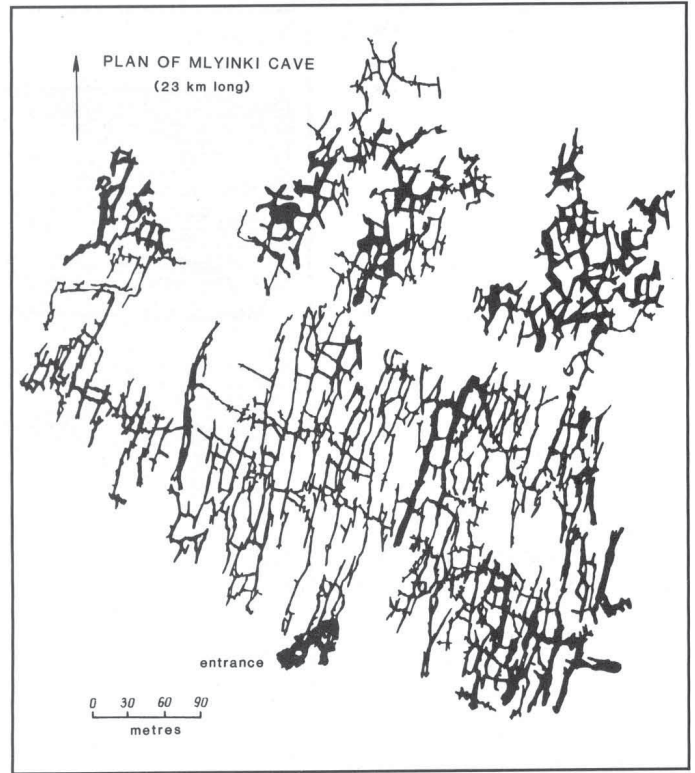 PLAN OF MLYINKI CAVE
(23 km long)
entrance
0 30 60 90
metres